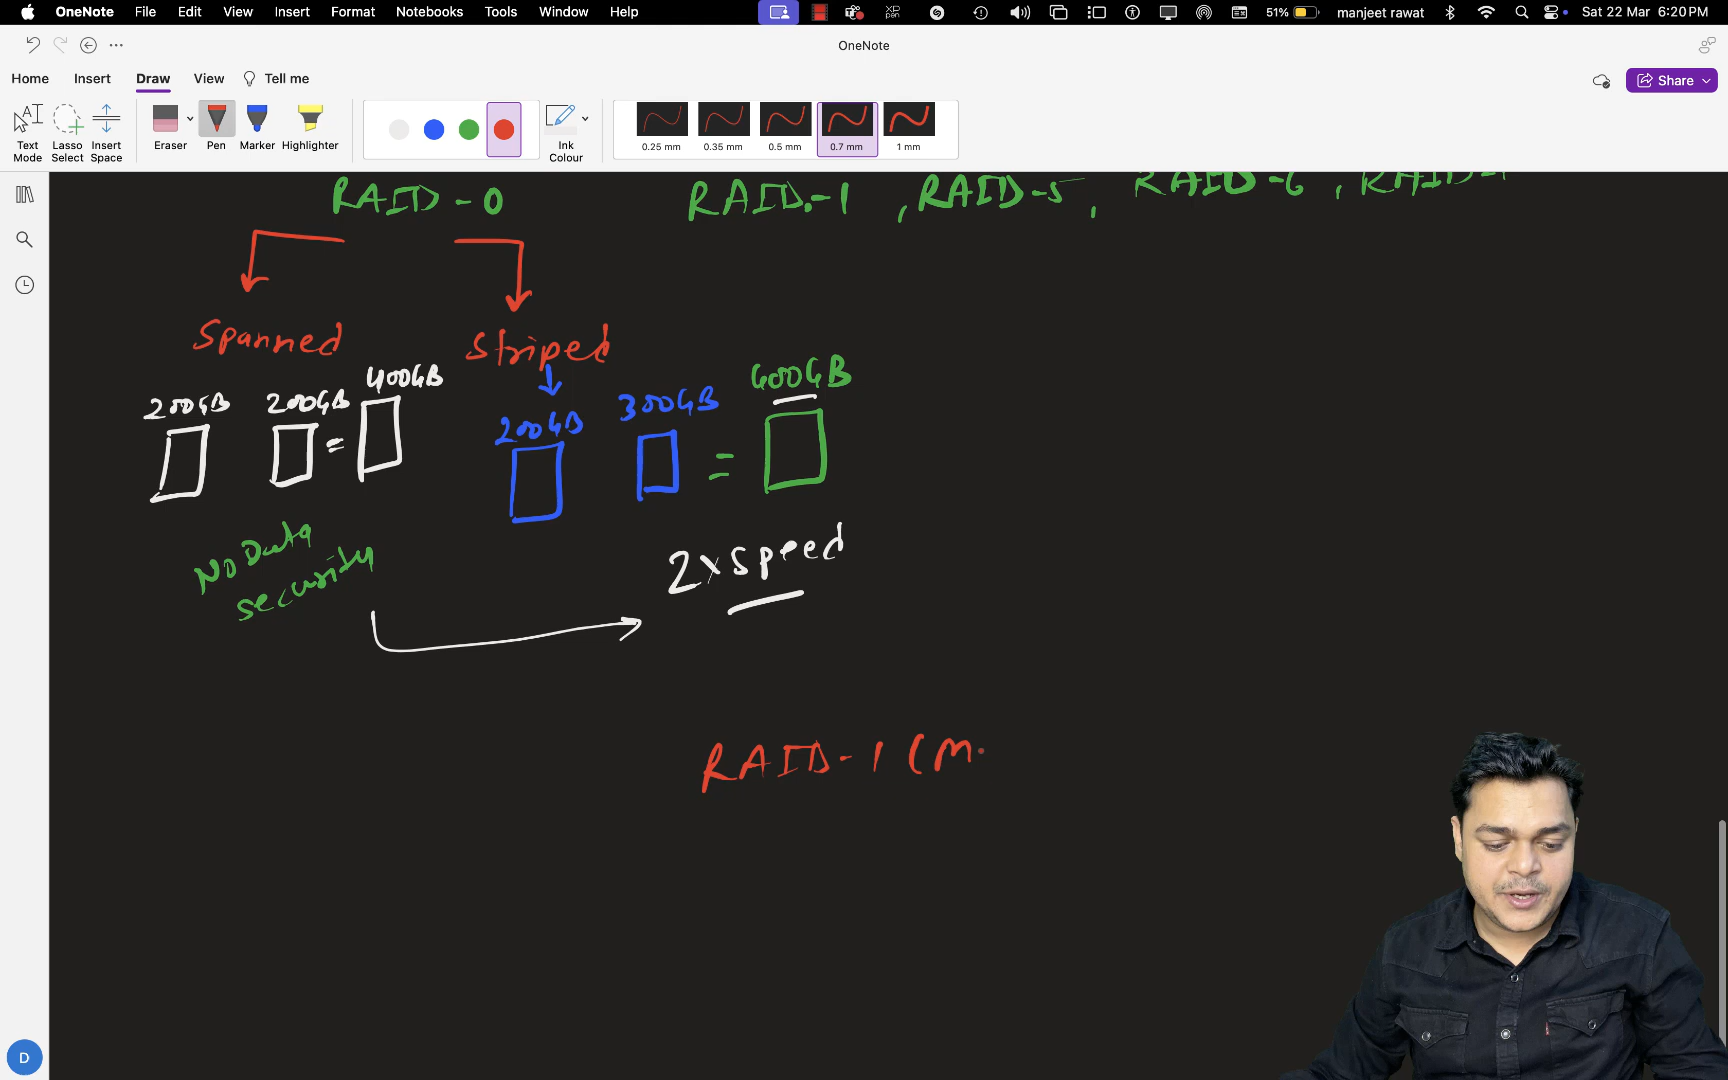 OneNote File Edit View Insert Format Notebooks Tools Window Help 51% manjeet rawat Sat 22 Mar 6:20 PM
OneNote
Home Insert Draw View Tell me Share
Text Mode
Lasso Select
Insert Space
Eraser Pen Marker Highlighter
Ink Colour
0.25 mm 0.35 mm 0.5 mm 0.7 mm 1 mm
RAID-0 RAID-1 , RAID-5 , RAID-6 ,
Spanned Striped
200GB 200GB 400GB
=
200GB 300GB 400GB
=
No Data
security
2x speed
RAID-1 (M
D